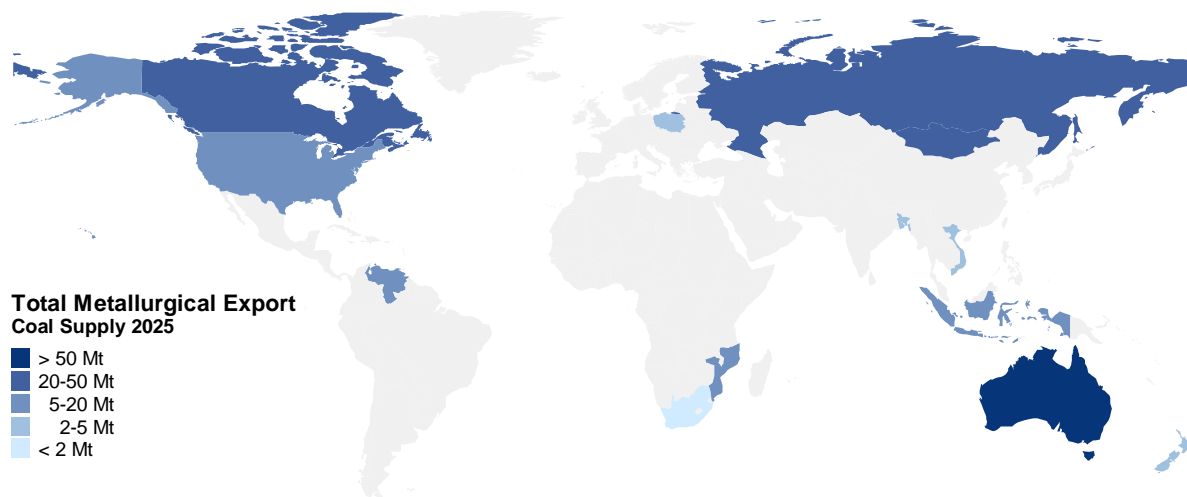 Total Metallurgical Export
Coal Supply 2025
> 50 Mt
20-50 Mt
5-20 Mt
2-5 Mt
< 2 Mt